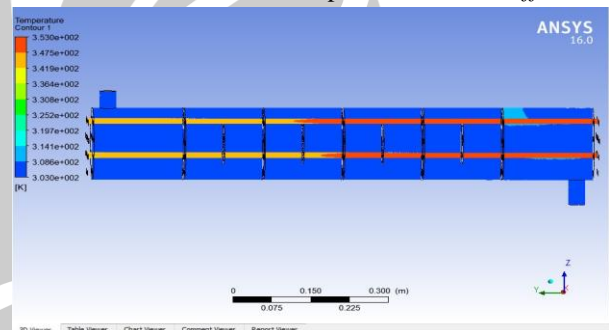 Temperature
Contour 1
3.530e+002
3.475e+002
3.419e+002
3.364e+002
3.308e+002
3.252e+002
3.197e+002
3.141e+002
3.086e+002
3.030e+002
[K]
ANSYS
16.0
Z
Y
X
0 0.150 0.300 (m)
0.075 0.225
3D Viewer Table Viewer Chart Viewer Comment Viewer Report Viewer